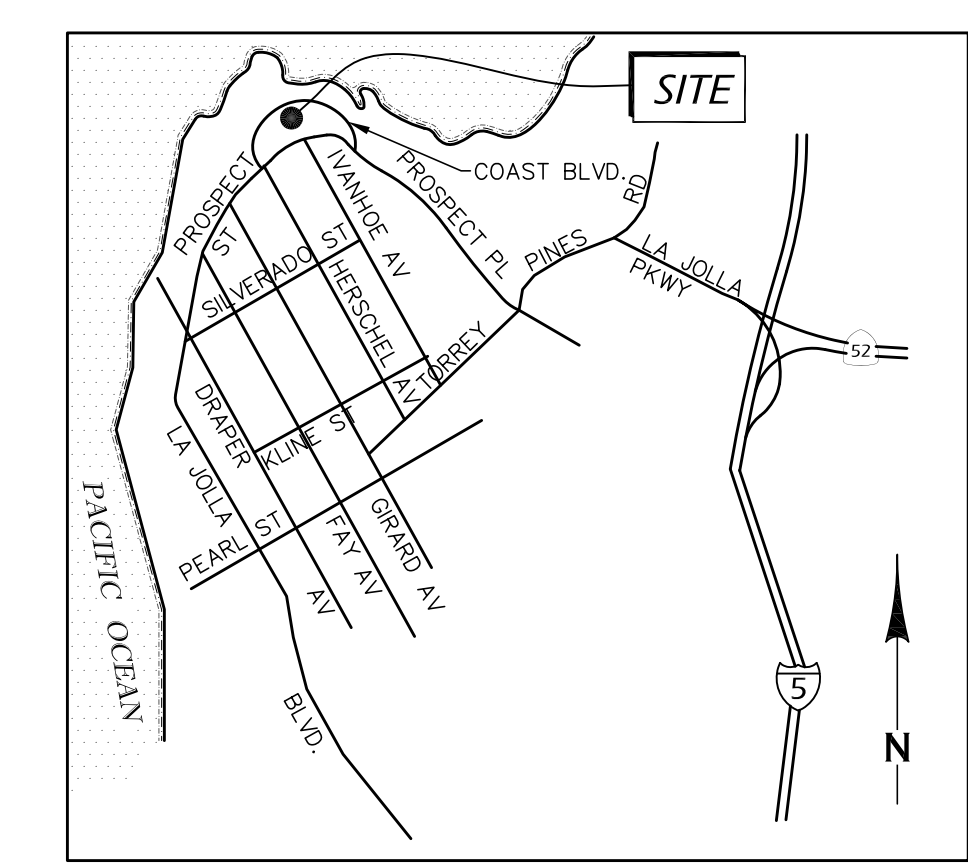 SITE
COAST BLVD.
PROSPECT
ST
IVANHOE AV
PROSPECT PL
RD
PINES
TORREY
LA JOLLA
PKWY
SILVERADO ST
HERSCHEL AV
52
DRAPER
AV
KLINE ST
LA JOLLA
BLVD.
PEARL ST
FAY AV
GIRARD AV
PACIFIC OCEAN
5
N